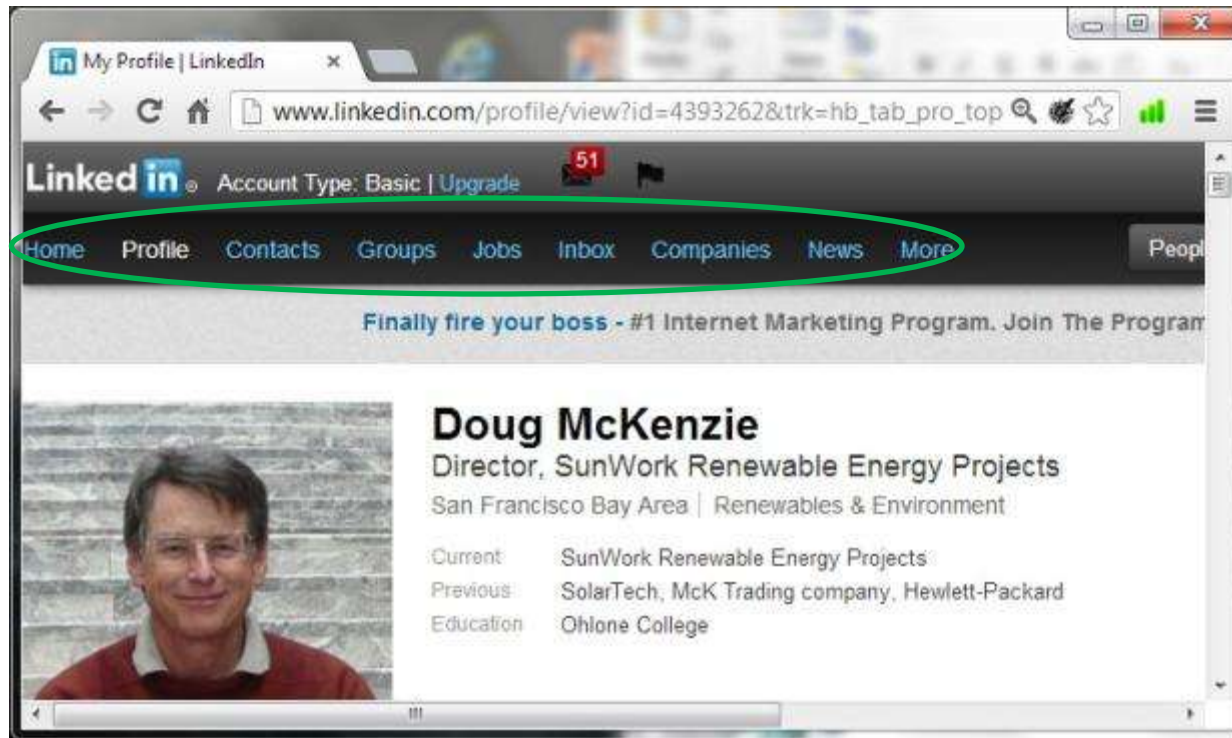 My Profile | LinkedIn
www.linkedin.com/profile/view?id=4393262&trk=hb_tab_pro_top
Linked in ® Account Type: Basic | Upgrade 51
Home Profile Contacts Groups Jobs Inbox Companies News More Peopl
Finally fire your boss - #1 Internet Marketing Program. Join The Program
Doug McKenzie
Director, SunWork Renewable Energy Projects
San Francisco Bay Area | Renewables & Environment
Current SunWork Renewable Energy Projects
Previous SolarTech, McK Trading company, Hewlett-Packard
Education Ohlone College